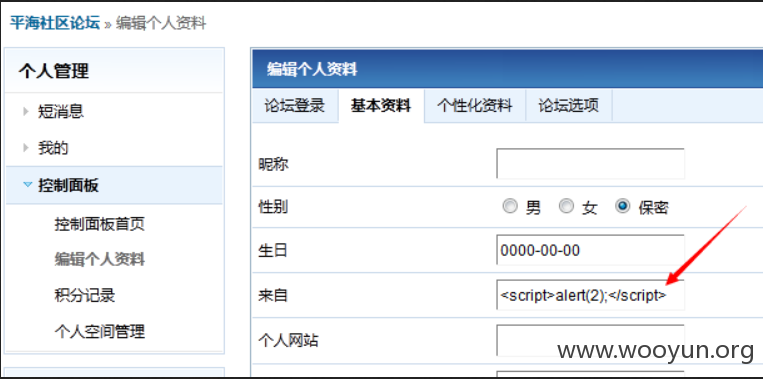 平海社区论坛 » 编辑个人资料
个人管理
短消息
我的
控制面板
控制面板首页
编辑个人资料
积分记录
个人空间管理
编辑个人资料
论坛登录 基本资料 个性化资料 论坛选项
昵称
性别 男 女 保密
生日 0000-00-00
来自 <script>alert(2);</script>
个人网站
www.wooyun.org